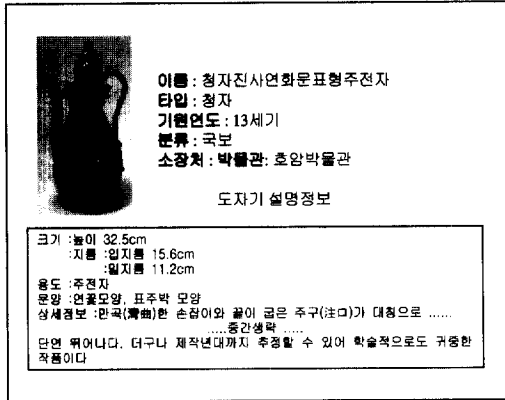 이름 : 청자진사연화문표형주전자
타입 : 청자
기원연도 : 13세기
분류 : 국보
소장처 : 박물관: 호암박물관
도자기 설명정보
크기 :높이 32.5cm
:지름 :입지름 15.6cm
:밑지름 11.2cm
용도 :주전자
문양 :연꽃모양, 표주박 모양
상세정보 :만곡(灣曲)한 손잡이와 끝이 굽은 주구(注口)가 대칭으로 ......
.....중간생략 .....
단연 뛰어나다. 더구나 제작년대까지 추정할 수 있어 학술적으로도 귀중한
작품이다